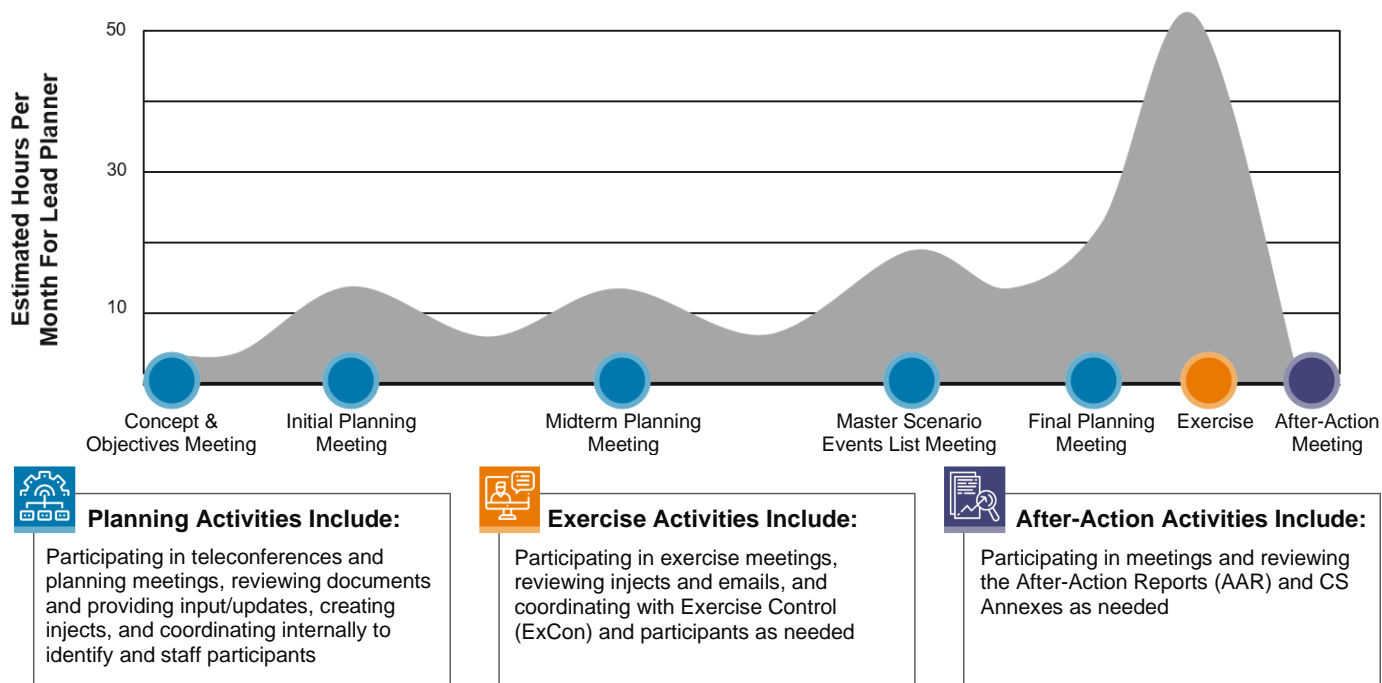 Estimated Hours Per
Month For Lead Planner
50
30
10
Concept &
Objectives Meeting
Initial Planning
Meeting
Midterm Planning
Meeting
Master Scenario
Events List Meeting
Final Planning
Meeting
Exercise
After-Action
Meeting
Planning Activities Include:
Participating in teleconferences and
planning meetings, reviewing documents
and providing input/updates, creating
injects, and coordinating internally to
identify and staff participants
Exercise Activities Include:
Participating in exercise meetings,
reviewing injects and emails, and
coordinating with Exercise Control
(ExCon) and participants as needed
After-Action Activities Include:
Participating in meetings and reviewing
the After-Action Reports (AAR) and CS
Annexes as needed